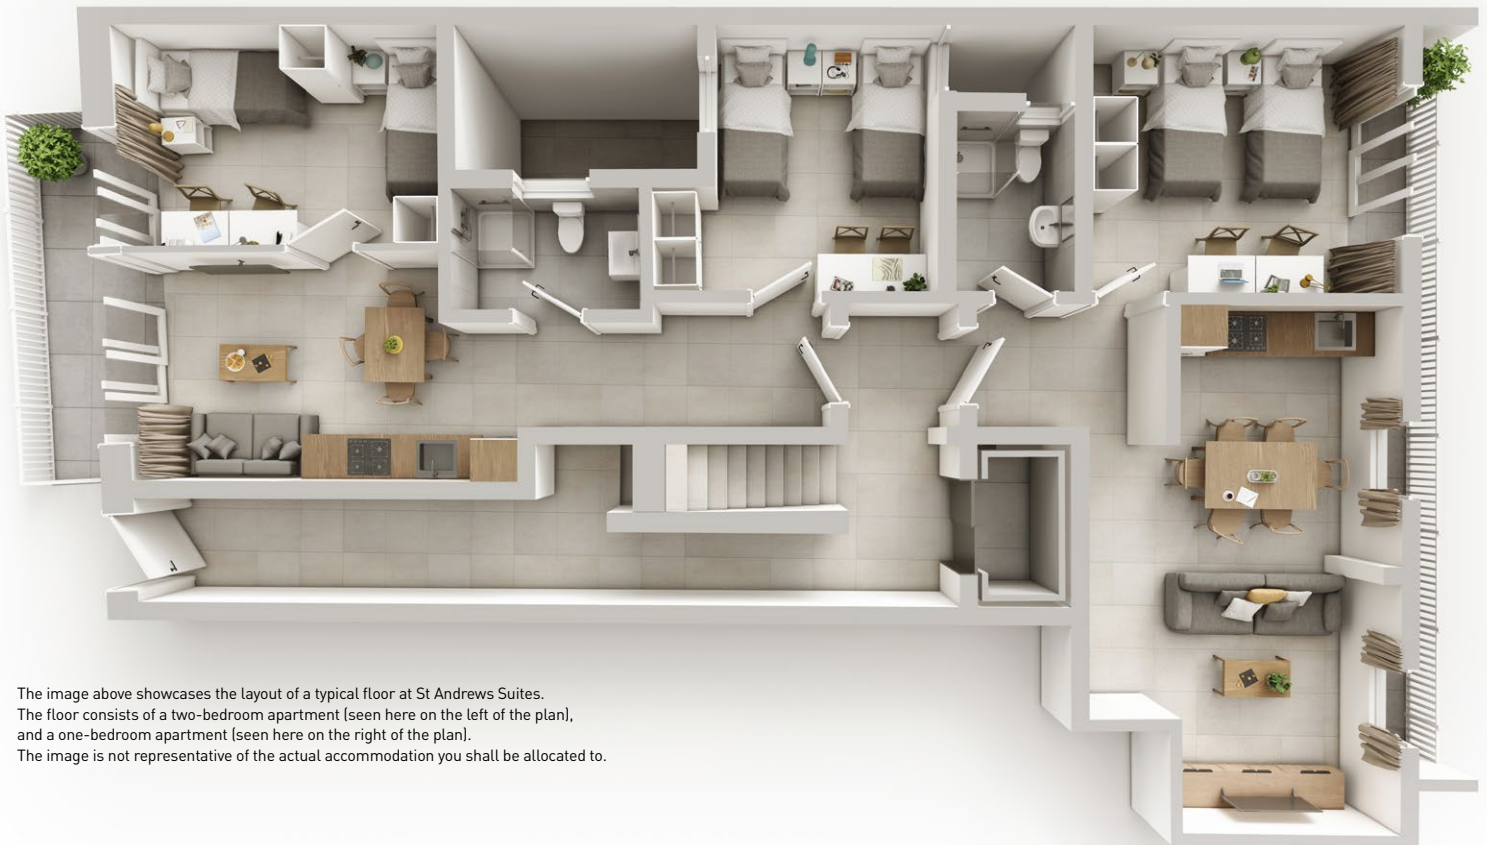 The image above showcases the layout of a typical floor at St Andrews Suites.
The floor consists of a two-bedroom apartment (seen here on the left of the plan),
and a one-bedroom apartment (seen here on the right of the plan).
The image is not representative of the actual accommodation you shall be allocated to.